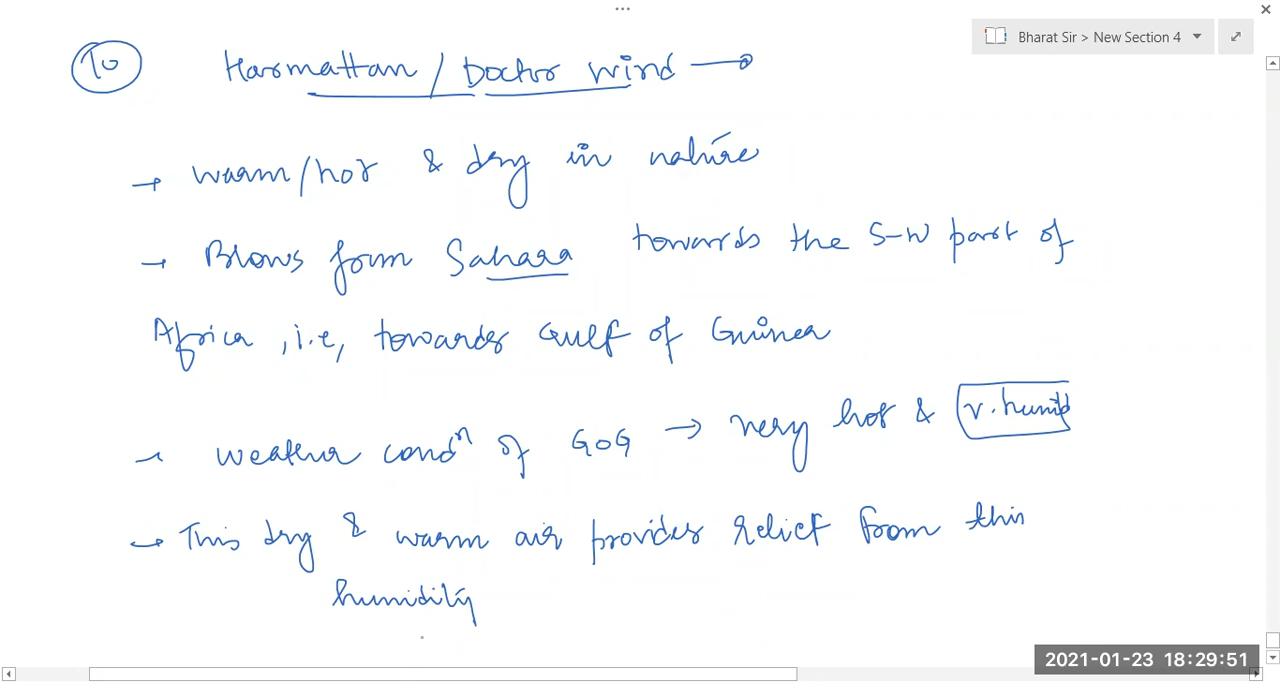 ...
Bharat Sir > New Section 4
10 Harmattan / Doctor wind →
→ warm/hot & dry in nature
→ Blows from Sahara towards the S-W part of
Africa, i.e, towards Gulf of Guinea
→ weather condn of GOG → very hot & v. humid
→ This dry & warm air provides relief from this
humidity
2021-01-23 18:29:51